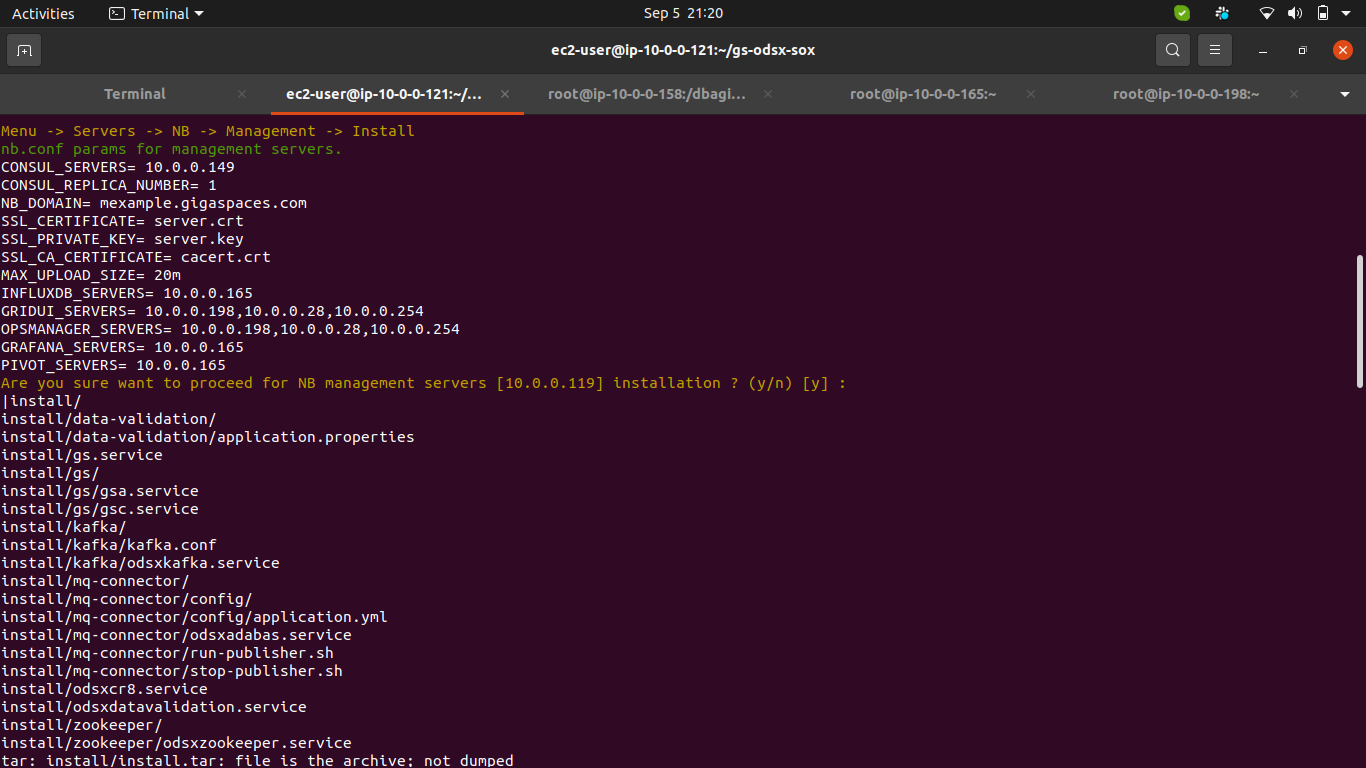 Activities
Terminal
Sep 5 21:20
ec2-user@ip-10-0-0-121:~/gs-odsx-sox
Terminal
ec2-user@ip-10-0-0-121:~/...
root@ip-10-0-0-158:/dbagi...
root@ip-10-0-0-165:~
root@ip-10-0-0-198:~
Menu -> Servers -> NB -> Management -> Install
nb.conf params for management servers.
CONSUL_SERVERS= 10.0.0.149
CONSUL_REPLICA_NUMBER= 1
NB_DOMAIN= mexample.gigaspaces.com
SSL_CERTIFICATE= server.crt
SSL_PRIVATE_KEY= server.key
SSL_CA_CERTIFICATE= cacert.crt
MAX_UPLOAD_SIZE= 20m
INFLUXDB_SERVERS= 10.0.0.165
GRIDUI_SERVERS= 10.0.0.198,10.0.0.28,10.0.0.254
OPSMANAGER_SERVERS= 10.0.0.198,10.0.0.28,10.0.0.254
GRAFANA_SERVERS= 10.0.0.165
PIVOT_SERVERS= 10.0.0.165
Are you sure want to proceed for NB management servers [10.0.0.119] installation ? (y/n) [y] :
|install/
install/data-validation/
install/data-validation/application.properties
install/gs.service
install/gs/
install/gs/gsa.service
install/gs/gsc.service
install/kafka/
install/kafka/kafka.conf
install/kafka/odsxkafka.service
install/mq-connector/
install/mq-connector/config/
install/mq-connector/config/application.yml
install/mq-connector/odsxadabas.service
install/mq-connector/run-publisher.sh
install/mq-connector/stop-publisher.sh
install/odsxcr8.service
install/odsxdatavalidation.service
install/zookeeper/
install/zookeeper/odsxzookeeper.service
tar: install/install.tar: file is the archive; not dumped